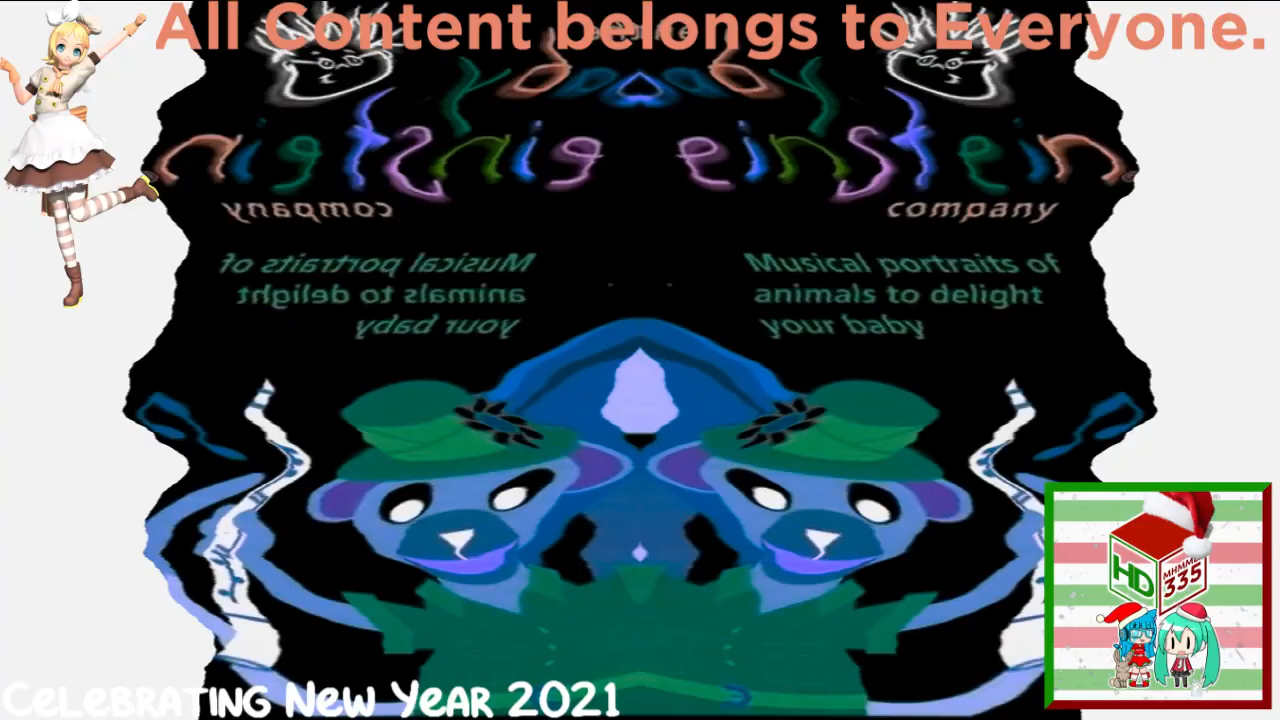 All Content belongs to Everyone.
baby
einstein
company
Musical portraits of
animals to delight
your baby
HD
MHMMM
335
Celebrating New Year 2021